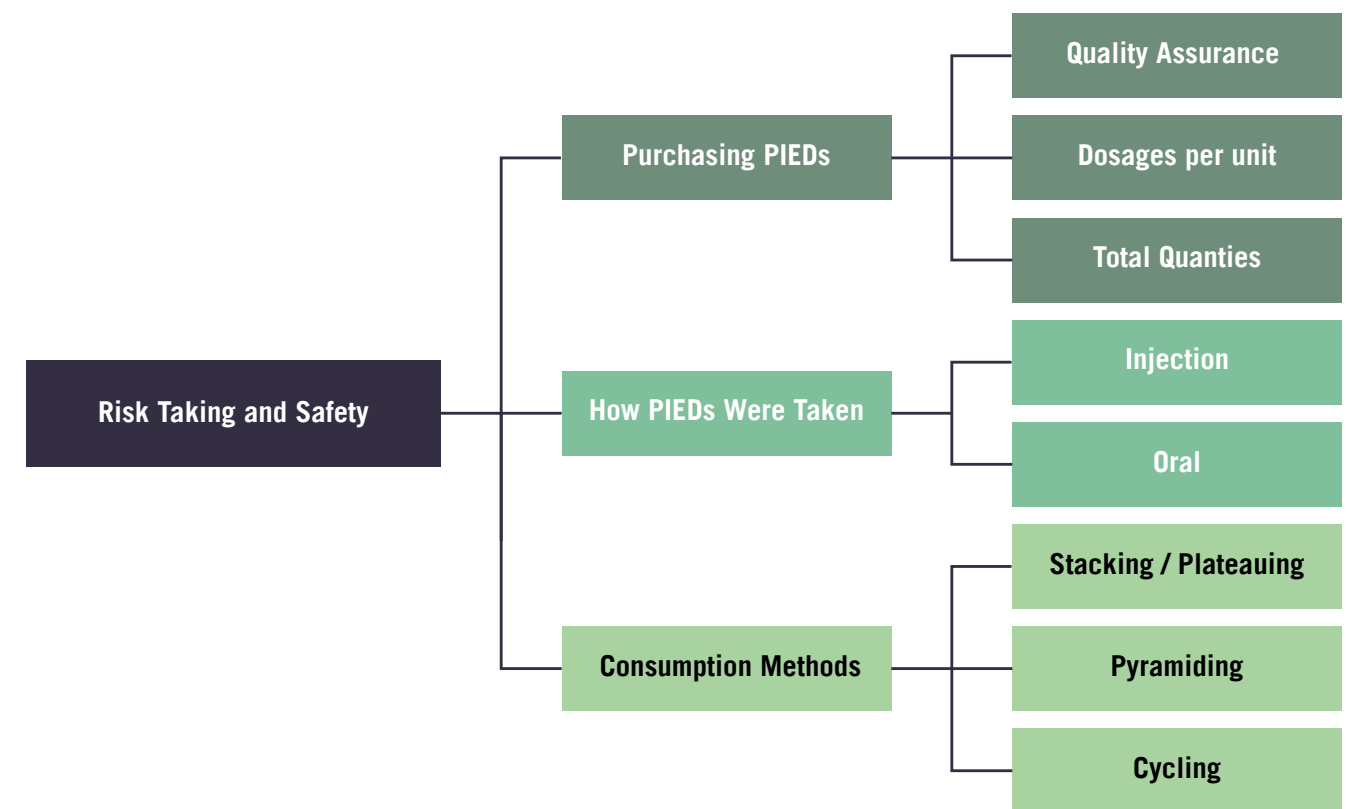 Risk Taking and Safety
Purchasing PIEDs
Quality Assurance
Dosages per unit
Total Quanties
How PIEDs Were Taken
Injection
Oral
Consumption Methods
Stacking / Plateauing
Pyramiding
Cycling